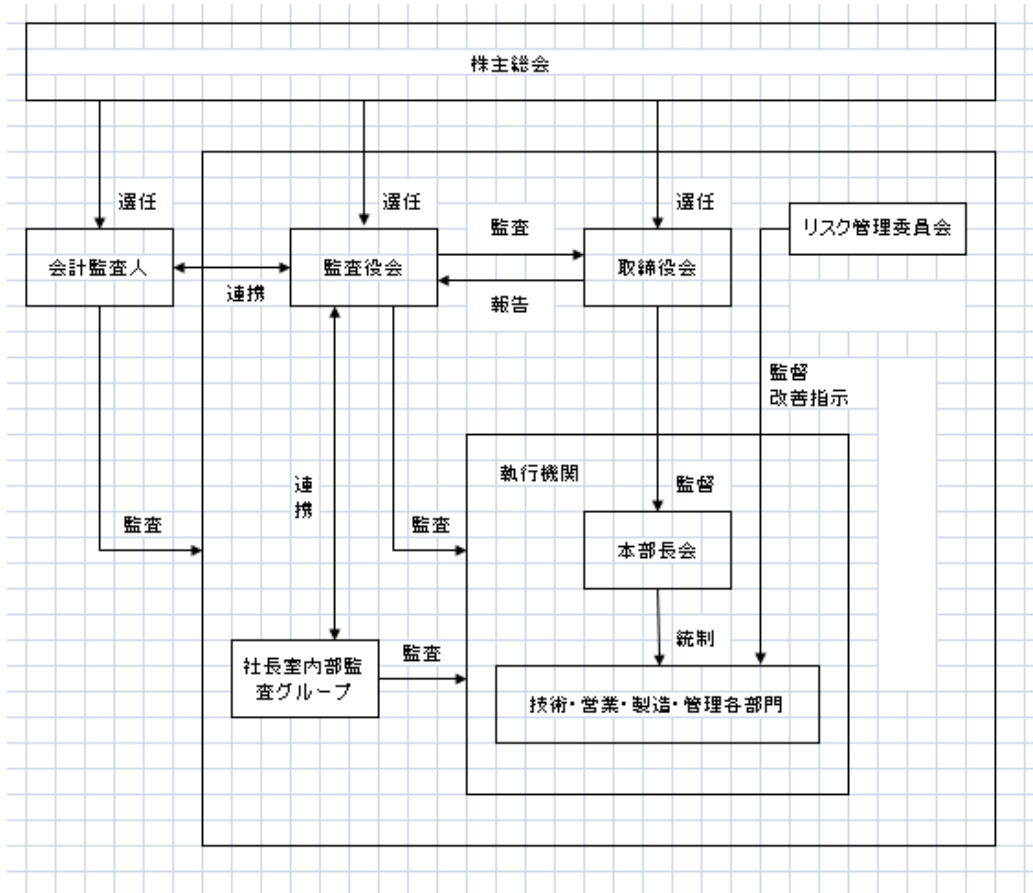 株主総会
選任
選任
選任
リスク管理委員会
会計監査人
監査役会
取締役会
監査
連携
報告
監督
改善指示
執行機関
監督
連
携
監査
監査
本部長会
統制
社長室内部監
査グループ
監査
技術・営業・製造・管理各部門